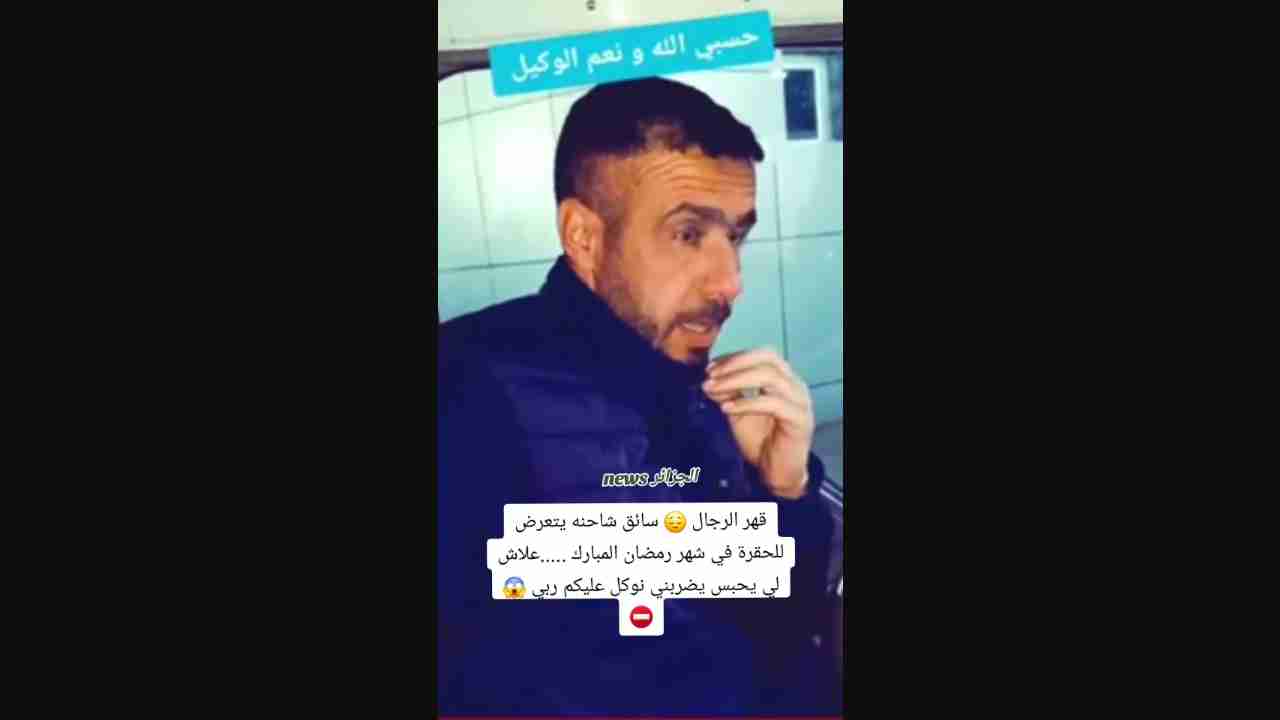 حسبي الله و نعم الوكيل
الجزائر news
قهر الرجال 😔 سائق شاحنه يتعرض
للحقرة في شهر رمضان المبارك .....علاش
لي يحبس يضربني نوكل عليكم ربي 😱
⛔